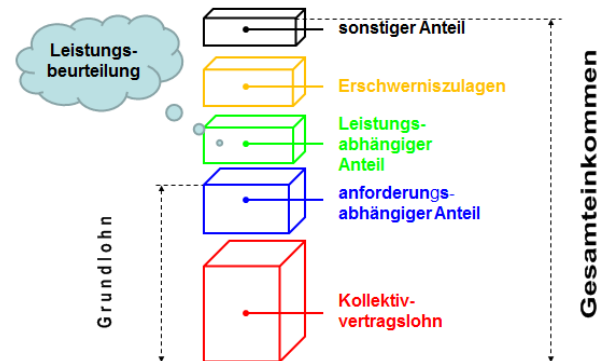 Leistungs-
beurteilung
sonstiger Anteil
Erschwerniszulagen
Leistungs-
abhängiger
Anteil
anforderungs-
abhängiger Anteil
Kollektiv-
vertragslohn
Grundlohn
Gesamteinkommen